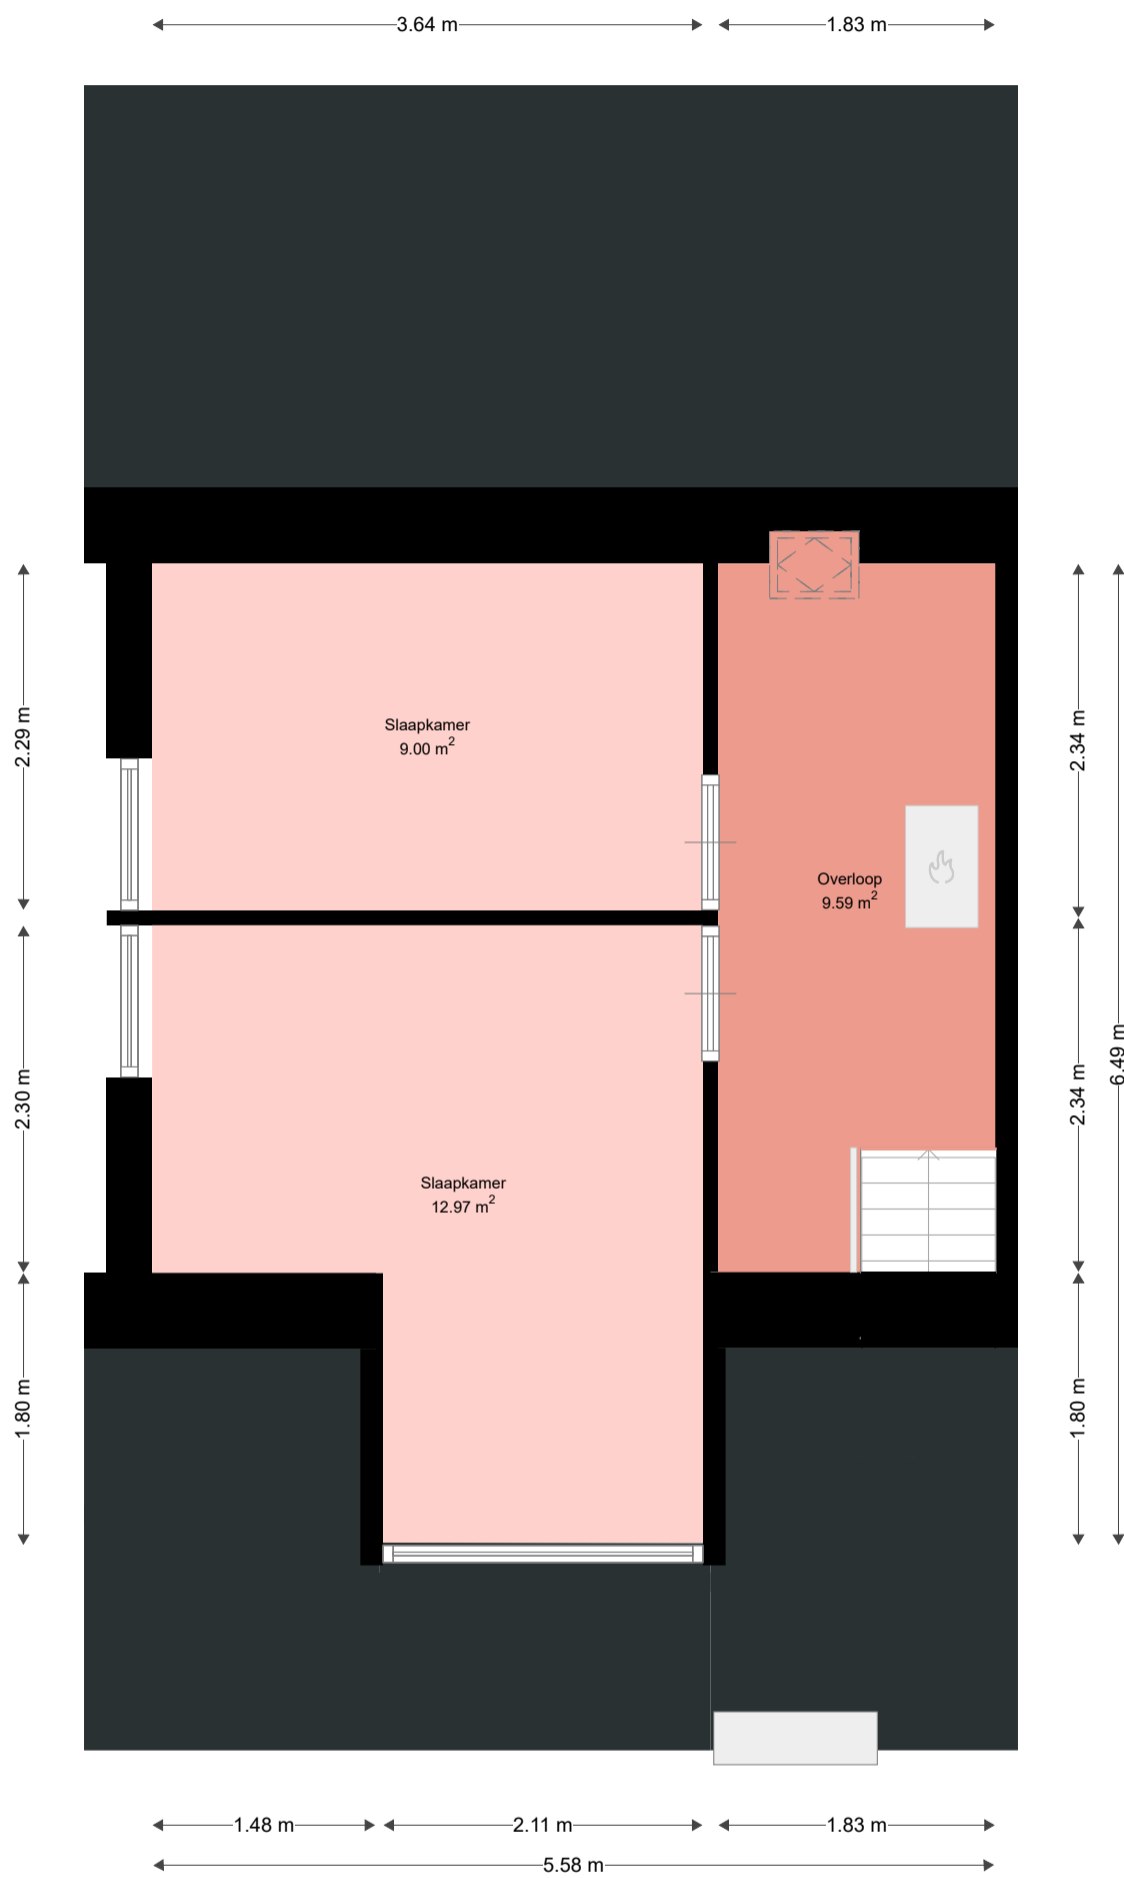 3.64 m
1.83 m
Slaapkamer
9.00 m²
2.29 m
2.34 m
Overloop
9.59 m²
6.49 m
2.30 m
2.34 m
Slaapkamer
12.97 m²
1.80 m
1.80 m
1.48 m
2.11 m
1.83 m
5.58 m